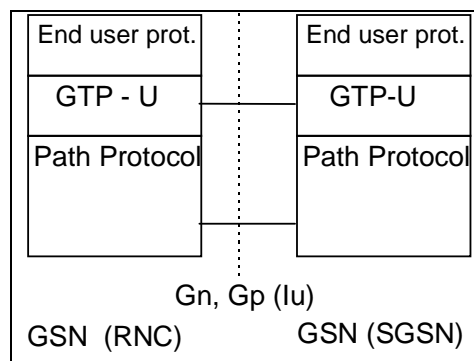 End user prot.
End user prot.
GTP - U
GTP-U
Path Protocol
Path Protocol
Gn, Gp (Iu)
GSN (RNC)
GSN (SGSN)